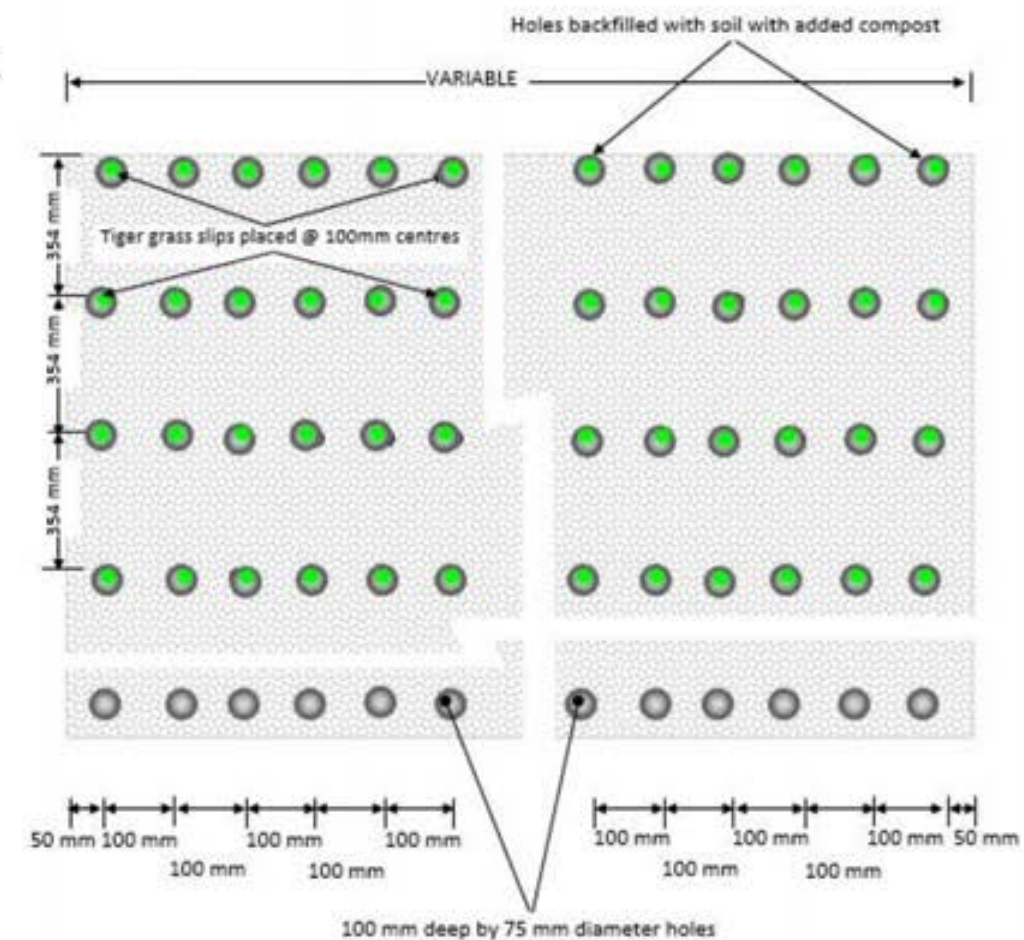 Holes backfilled with soil with added compost
VARIABLE
354 mm
Tiger grass slips placed @ 100mm centres
354 mm
354 mm
50 mm 100 mm 100 mm 100 mm
100 mm 100 mm
100 mm 100 mm 100 mm 50 mm
100 mm 100 mm
100 mm deep by 75 mm diameter holes